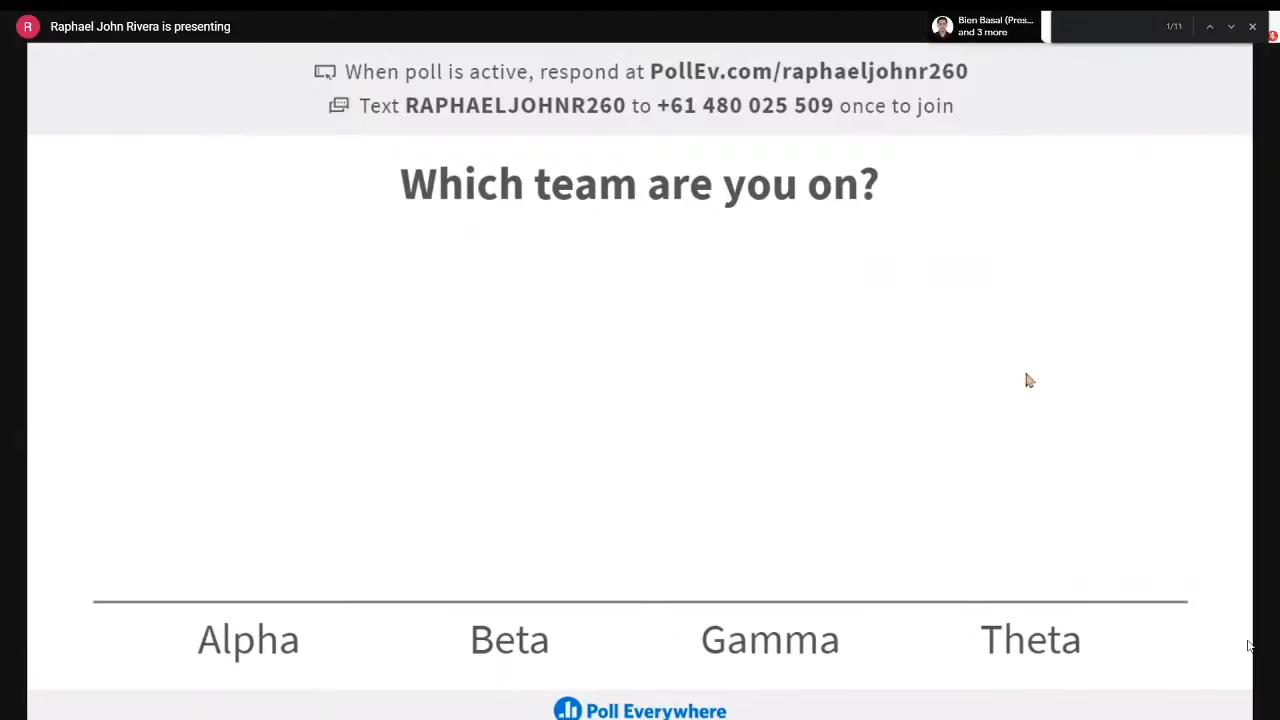 R Raphael John Rivera is presenting
Bien Basal (Pres...
and 3 more
1/11
When poll is active, respond at PollEv.com/raphaeljohnr260
Text RAPHAELJOHNR260 to +61 480 025 509 once to join
Which team are you on?
Alpha Beta Gamma Theta
Poll Everywhere